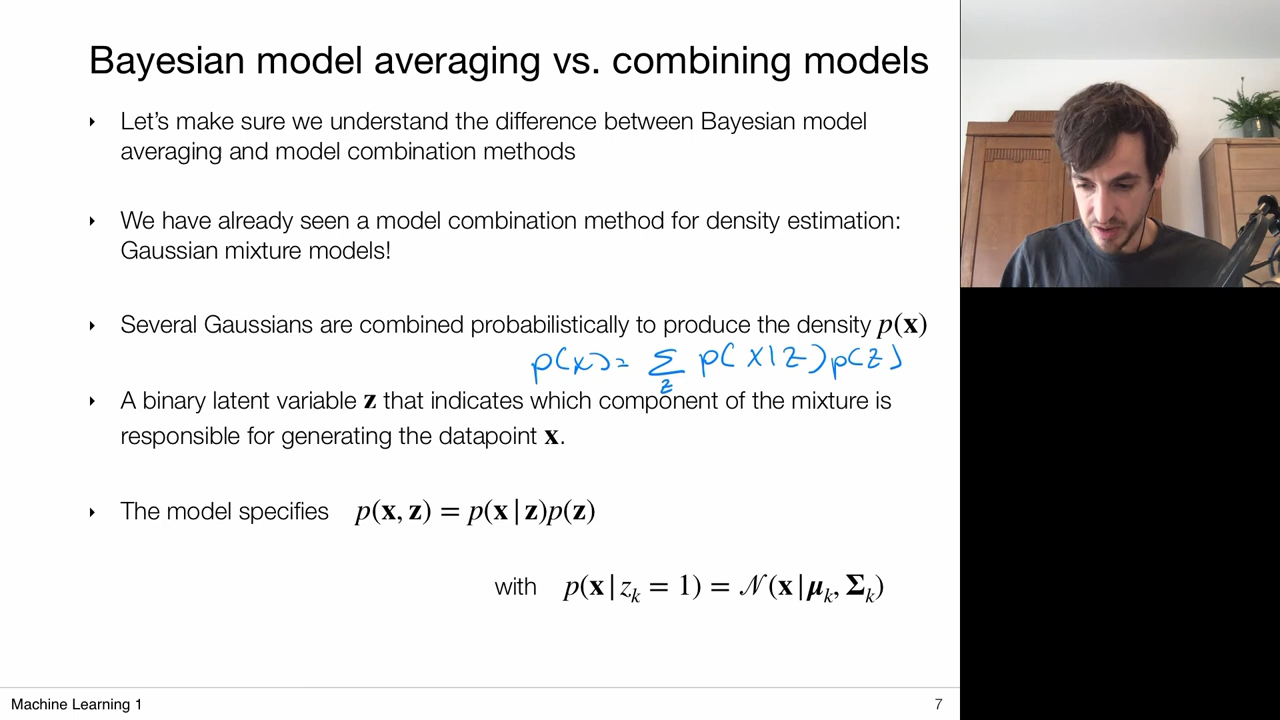 Bayesian model averaging vs. combining models
‣ Let's make sure we understand the difference between Bayesian model
averaging and model combination methods
‣ We have already seen a model combination method for density estimation:
Gaussian mixture models!
‣ Several Gaussians are combined probabilistically to produce the density p(x)
p(x) = Σ_z p(x|z) p(z)
‣ A binary latent variable z that indicates which component of the mixture is
responsible for generating the datapoint x.
‣ The model specifies p(x, z) = p(x | z)p(z)
with p(x | z_k = 1) = 𝒩(x | μ_k, Σ_k)
Machine Learning 1
7